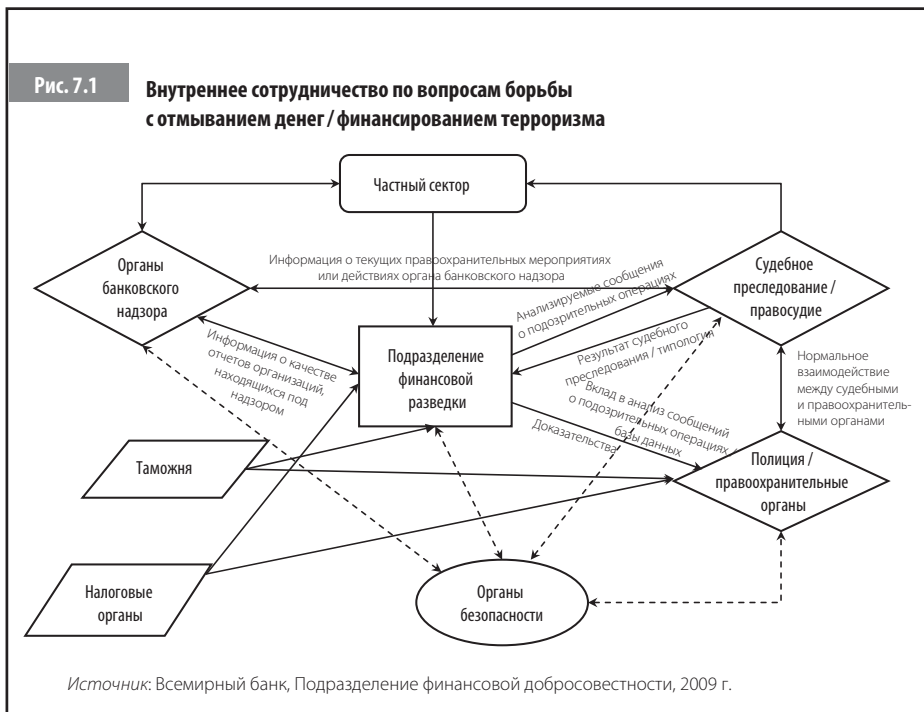 Рис. 7.1
Внутреннее сотрудничество по вопросам борьбы
с отмыванием денег / финансированием терроризма
Частный сектор
Органы
банковского
надзора
Информация о текущих правоохранительных мероприятиях
или действиях органа банковского надзора
Судебное
преследование /
правосудие
Анализируемые сообщения
о подозрительных операциях
Информация о качестве
отчетов организаций,
находящихся под
надзором
Подразделение
финансовой
разведки
Результат судебного
преследования / типология
Нормальное
взаимодействие
между судебными
и правоохранитель-
ными органами
Вклад в анализ сообщений
о подозрительных операциях /
базы данных
Доказательства
Таможня
Полиция /
правоохранительные
органы
Налоговые
органы
Органы
безопасности
Источник: Всемирный банк, Подразделение финансовой добросовестности, 2009 г.